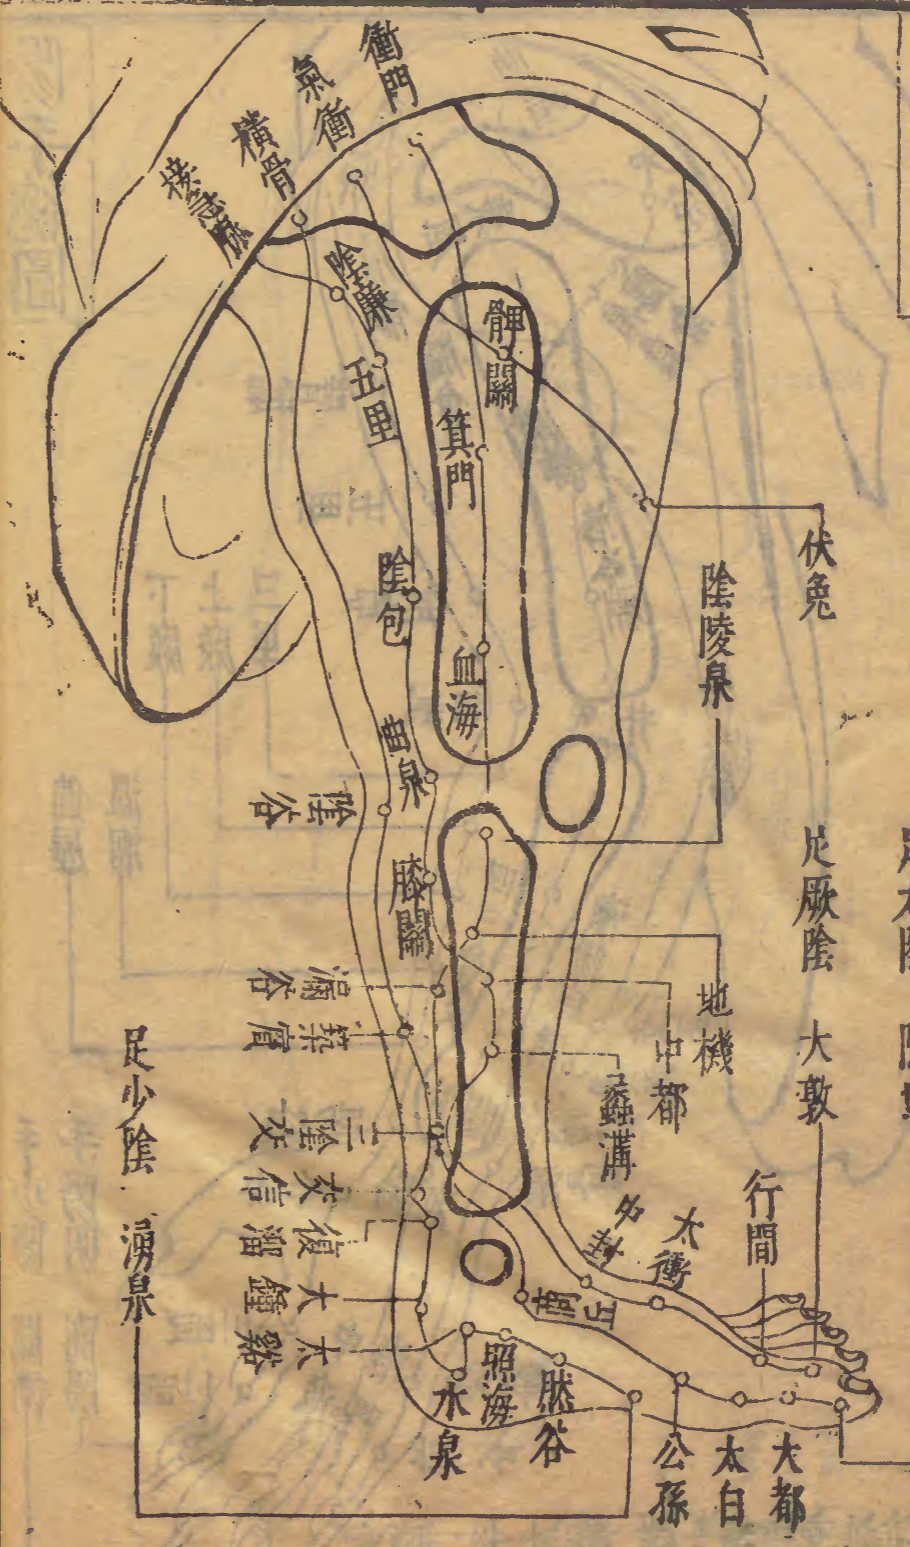 衝門
氣衝
橫骨
陰廉
五里
髀關
箕門
伏兔
陰包
血海
陰陵泉
曲泉
陰谷
膝關
漏谷
築賓
地機
中都
蠡溝
三陰交
交信
復溜
大鐘
太谿
足少陰 湧泉
足厥陰 大敦
行間
太衝
中封
商丘
照海
水泉
然谷
公孫
太白
大都